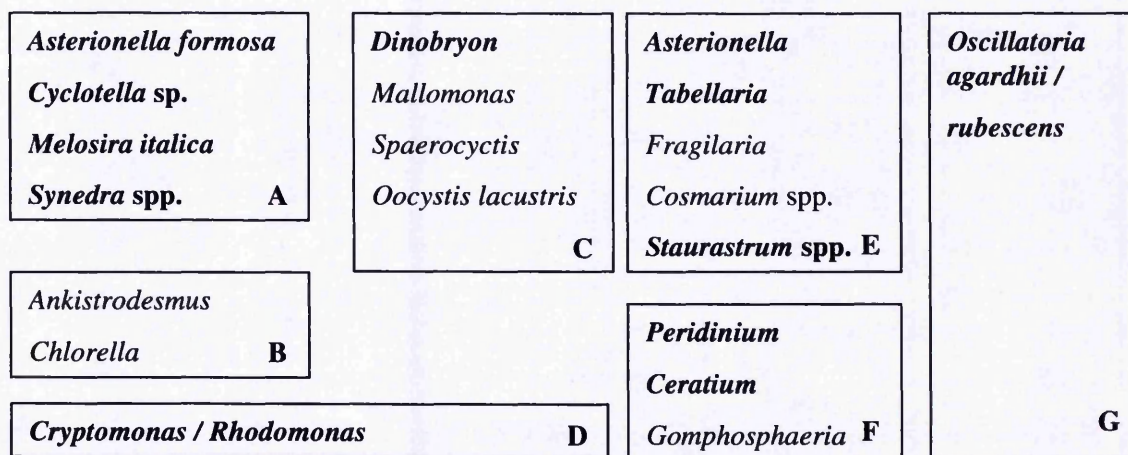 Asterionella formosa
Cyclotella sp.
Melosira italica
Synedra spp. A
Ankistrodesmus
Chlorella B
Cryptomonas / Rhodomonas D
Dinobryon
Mallomonas
Spaerocyctis
Oocystis lacustris
C
Asterionella
Tabellaria
Fragilaria
Cosmarium spp.
Staurastrum spp. E
Peridinium
Ceratium
Gomphosphaeria F
Oscillatoria
agardhii /
rubescens
G